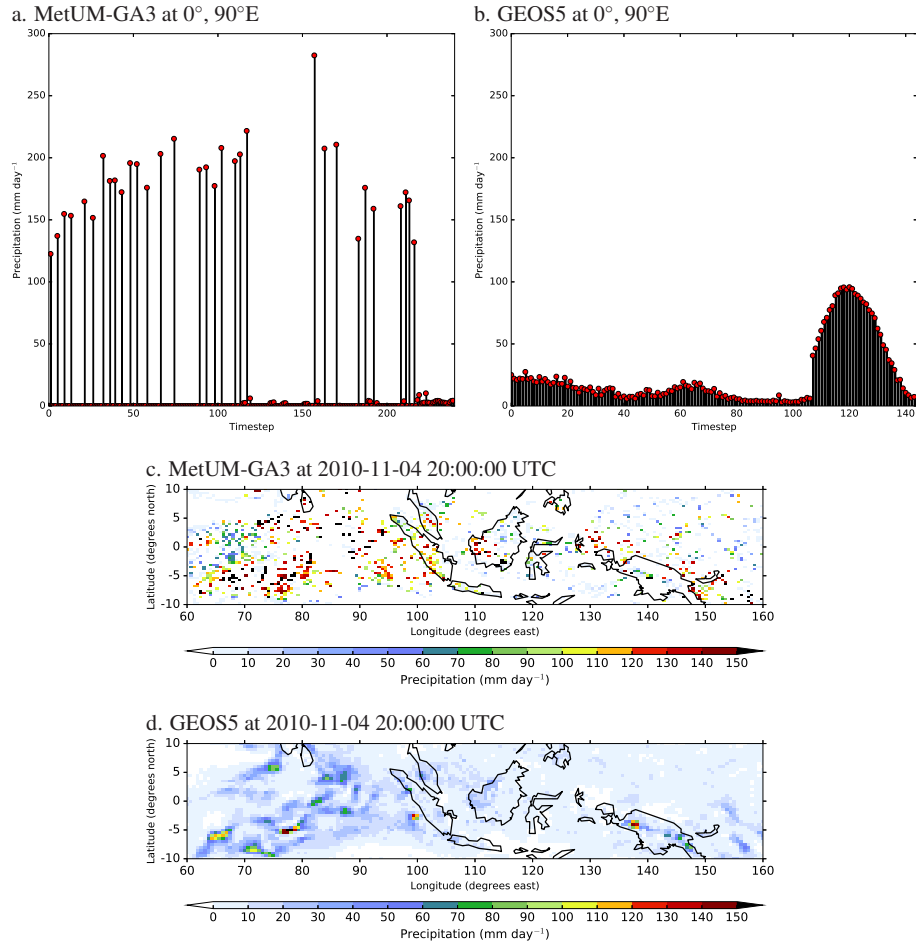 a. MetUM-GA3 at 0°, 90°E
300
250
200
150
100
50
0
Precipitation (mm day⁻¹)
0 50 100 150 200
Timestep
b. GEOS5 at 0°, 90°E
300
250
200
150
100
50
0
Precipitation (mm day⁻¹)
0 20 40 60 80 100 120 140
Timestep
c. MetUM-GA3 at 2010-11-04 20:00:00 UTC
10
5
0
-5
-10
Latitude (degrees north)
60 70 80 90 100 110 120 130 140 150 160
Longitude (degrees east)
0 10 20 30 40 50 60 70 80 90 100 110 120 130 140 150
Precipitation (mm day⁻¹)
d. GEOS5 at 2010-11-04 20:00:00 UTC
10
5
0
-5
-10
Latitude (degrees north)
60 70 80 90 100 110 120 130 140 150 160
Longitude (degrees east)
0 10 20 30 40 50 60 70 80 90 100 110 120 130 140 150
Precipitation (mm day⁻¹)